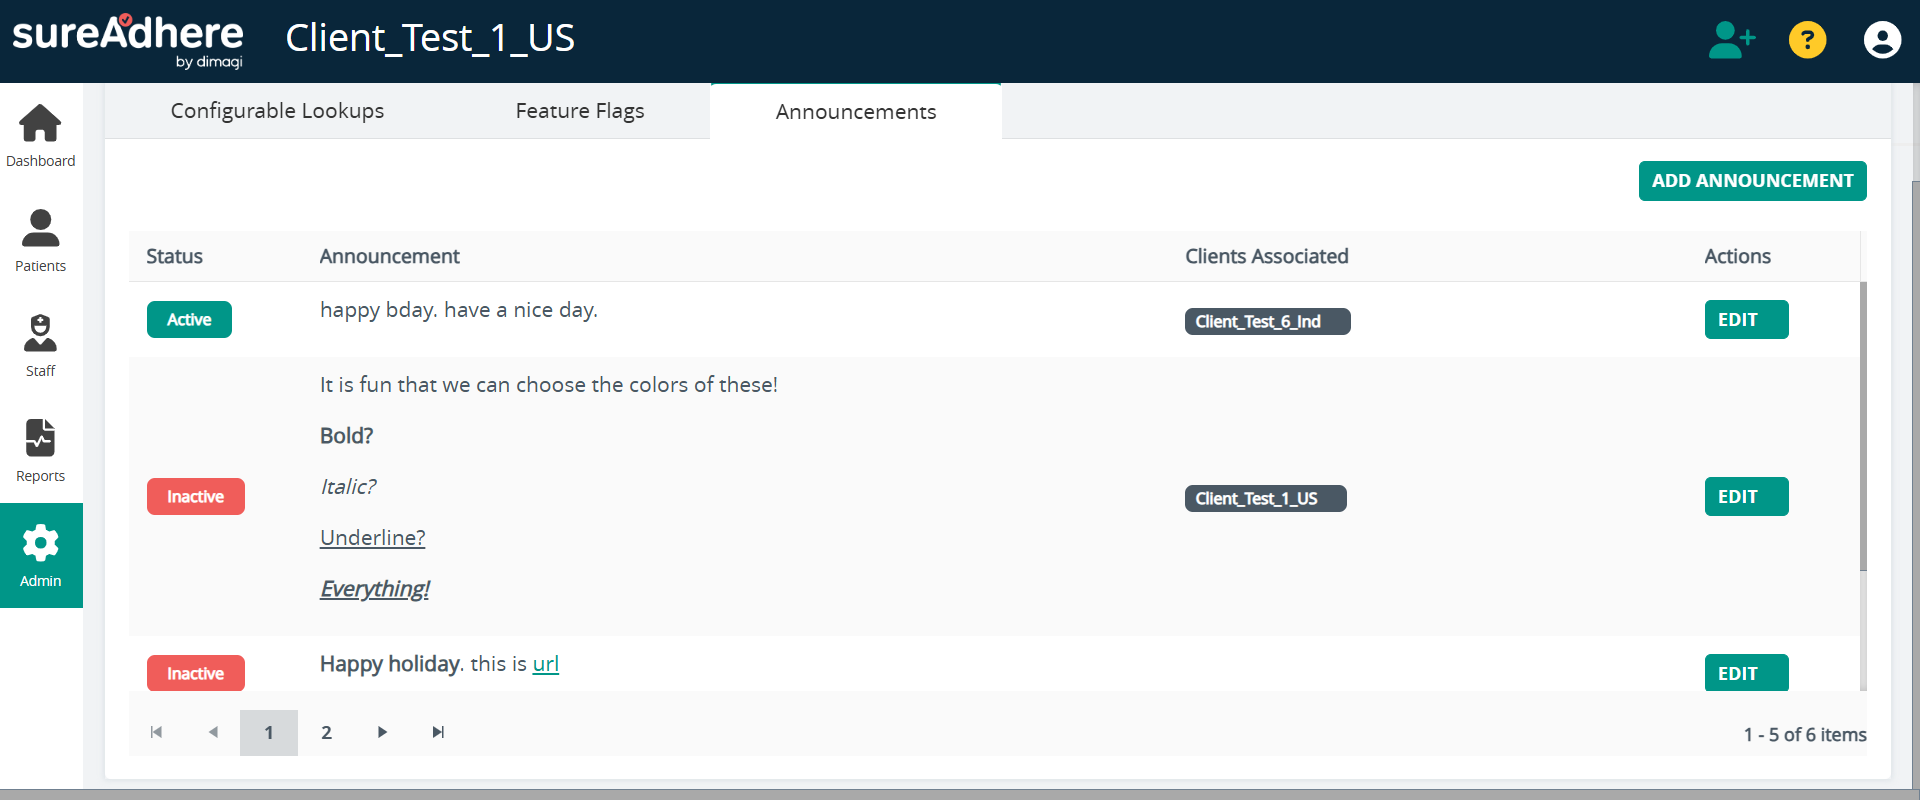 sureAdhere
by dimagi
Client_Test_1_US
?
Configurable Lookups
Feature Flags
Announcements
Dashboard
Patients
Staff
Reports
Admin
ADD ANNOUNCEMENT
Status Announcement Clients Associated Actions
Active happy bday. have a nice day. Client_Test_6_Ind EDIT
It is fun that we can choose the colors of these!
Bold?
Italic?
Inactive Client_Test_1_US EDIT
Underline?
Everything!
Inactive Happy holiday. this is url EDIT
1 2
1 - 5 of 6 items